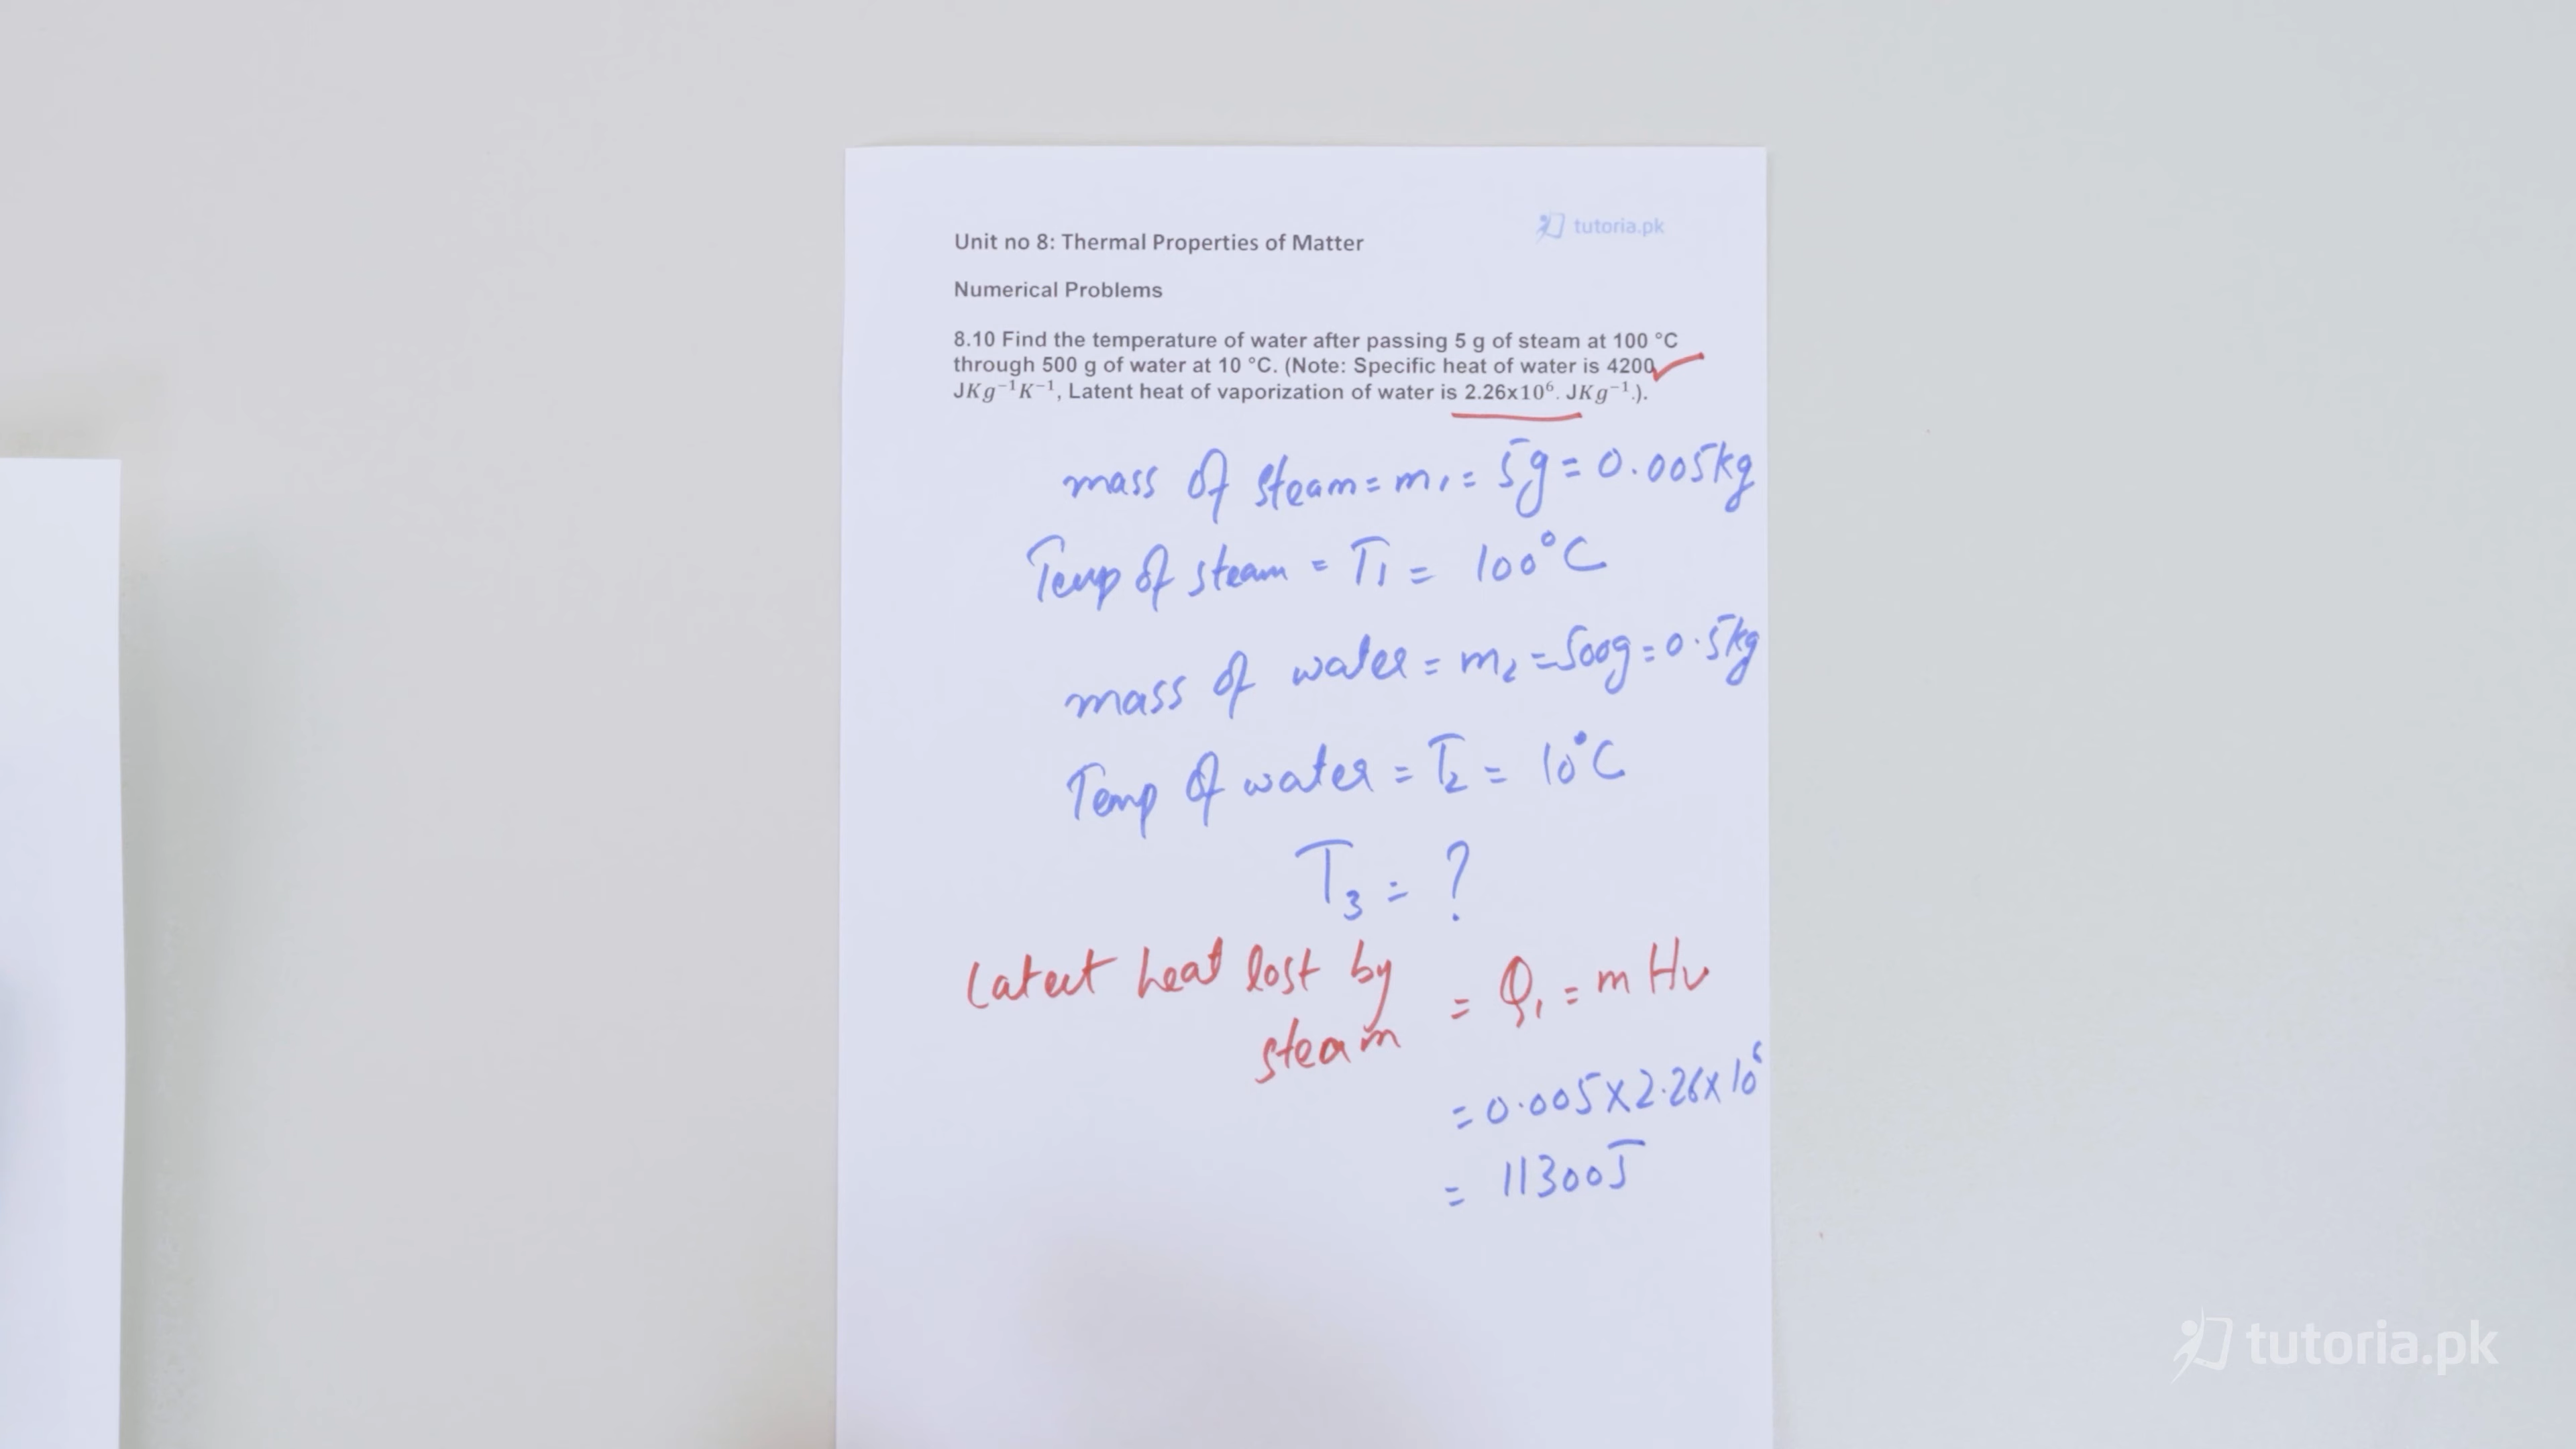 tutoria.pk
Unit no 8: Thermal Properties of Matter
Numerical Problems
8.10 Find the temperature of water after passing 5 g of steam at 100 °C
through 500 g of water at 10 °C. (Note: Specific heat of water is 4200
JKg⁻¹K⁻¹, Latent heat of vaporization of water is 2.26x10⁶. JKg⁻¹.).
mass of steam = m₁ = 5g = 0.005kg
Temp of steam = T₁ = 100°C
mass of water = m₂ = 500g = 0.5kg
Temp of water = T₂ = 10°C
T₃ = ?
Latent heat lost by
steam = Q₁ = m Hv
= 0.005 x 2.26 x 10⁶
= 11300J
tutoria.pk